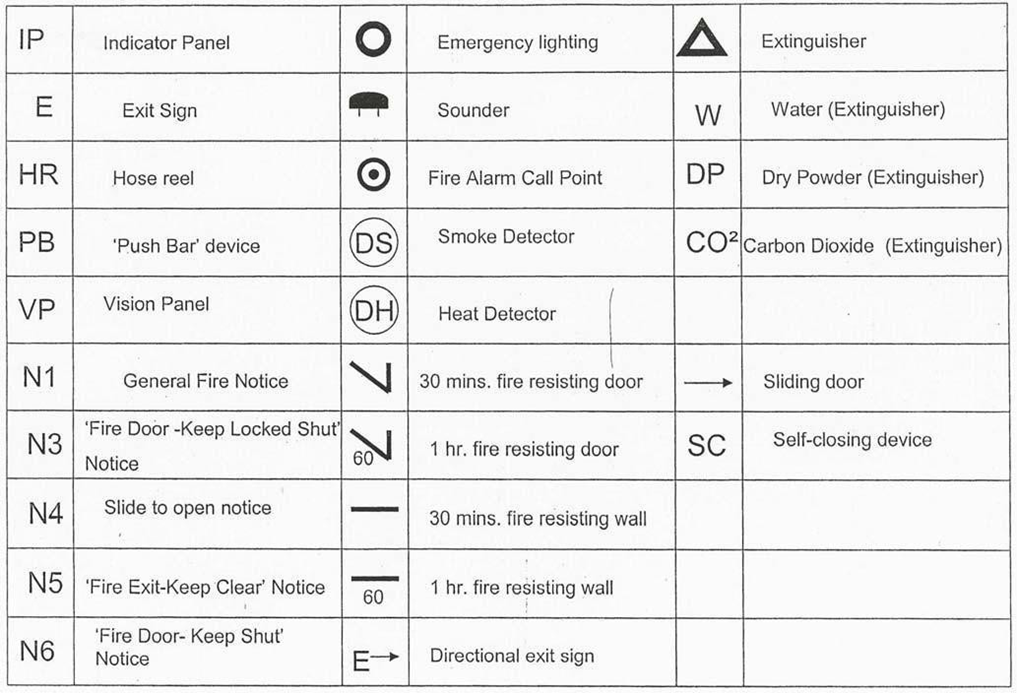 IP Indicator Panel Emergency lighting Extinguisher
E Exit Sign Sounder W Water (Extinguisher)
HR Hose reel Fire Alarm Call Point DP Dry Powder (Extinguisher)
PB 'Push Bar' device DS Smoke Detector CO² Carbon Dioxide (Extinguisher)
VP Vision Panel DH Heat Detector
N1 General Fire Notice 30 mins. fire resisting door Sliding door
N3 'Fire Door -Keep Locked Shut'
Notice 60 1 hr. fire resisting door SC Self-closing device
N4 Slide to open notice 30 mins. fire resisting wall
N5 'Fire Exit-Keep Clear' Notice 60 1 hr. fire resisting wall
N6 'Fire Door- Keep Shut'
Notice E→ Directional exit sign